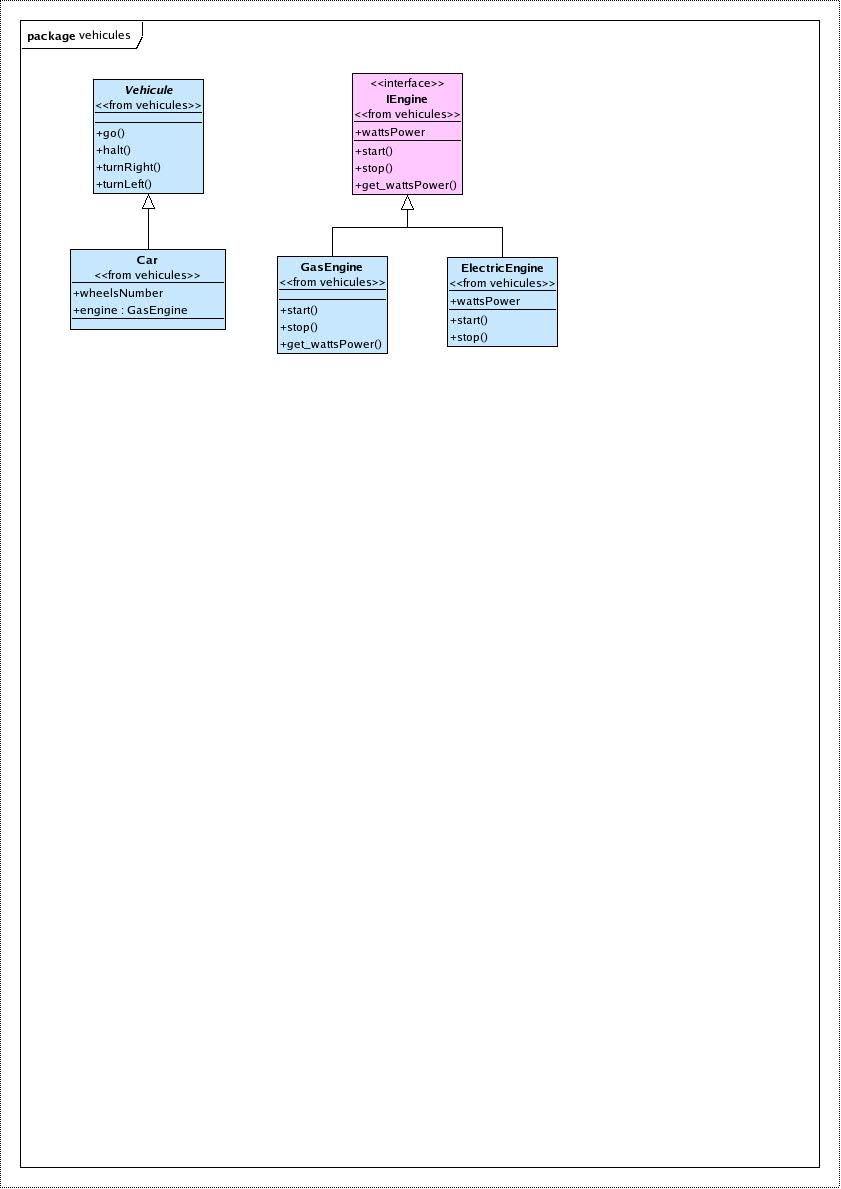 package vehicules
Vehicule
<<from vehicules>>
+go()
+halt()
+turnRight()
+turnLeft()
<<interface>>
IEngine
<<from vehicules>>
+wattsPower
+start()
+stop()
+get_wattsPower()
Car
<<from vehicules>>
+wheelsNumber
+engine : GasEngine
GasEngine
<<from vehicules>>
+start()
+stop()
+get_wattsPower()
ElectricEngine
<<from vehicules>>
+wattsPower
+start()
+stop()